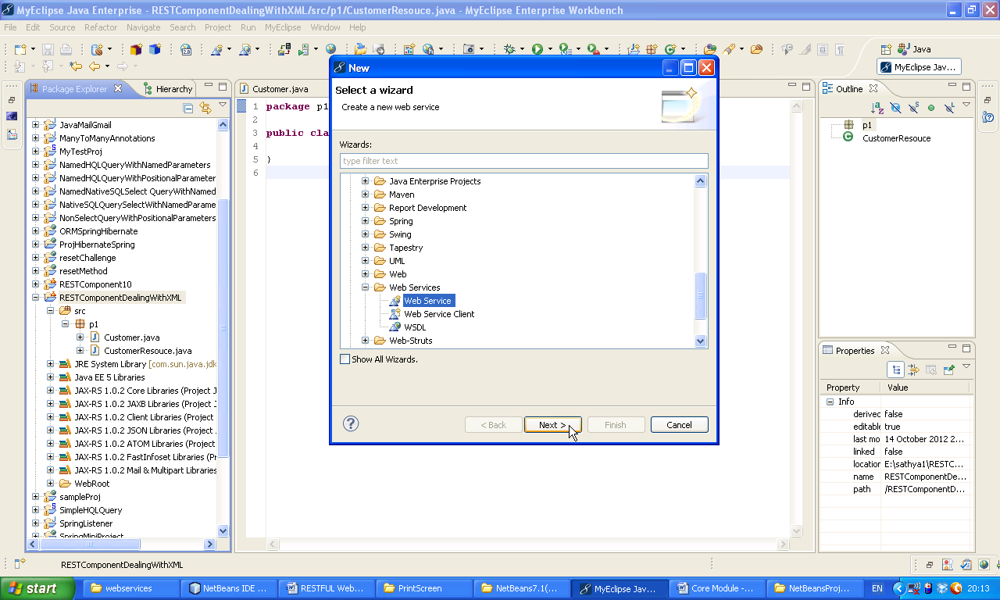 MyEclipse Java Enterprise - RESTComponentDealingWithXML/src/p1/CustomerResouce.java - MyEclipse Enterprise Workbench
File Edit Source Refactor Navigate Search Project Run MyEclipse Window Help
Java
MyEclipse Jav...
Package Explorer
Hierarchy
JavaMailGmail
ManyToManyAnnotations
MyTestProj
NamedHQLQueryWithNamedParameters
NamedHQLQueryWithPositionalParameter
NamedNativeSQLSelect QueryWithNamed
NativeSQLQuerySelectWithNamedParame
NonSelectQueryWithPositionalParameters
ORMSpringHibernate
ProjHibernateSpring
resetChallenge
resetMethod
RESTComponent10
RESTComponentDealingWithXML
src
p1
Customer.java
CustomerResouce.java
JRE System Library [com.sun.java.jdk
Java EE 5 Libraries
JAX-RS 1.0.2 Core Libraries (Project J
JAX-RS 1.0.2 JAXB Libraries (Project J
JAX-RS 1.0.2 Client Libraries (Project
JAX-RS 1.0.2 JSON Libraries (Project J
JAX-RS 1.0.2 ATOM Libraries (Project J
JAX-RS 1.0.2 FastInfoset Libraries (Pr
JAX-RS 1.0.2 Mail & Multipart Libraries
WebRoot
sampleProj
SimpleHQLQuery
SpringListener
SpringMiniProject
Customer.java
1 package p1
2
3 public cla
4
5 }
6
New
Select a wizard
Create a new web service
Wizards:
type filter text
Java Enterprise Projects
Maven
Report Development
Spring
Swing
Tapestry
UML
Web
Web Services
Web Service
Web Service Client
WSDL
Web-Struts
Show All Wizards.
< Back
Next >
Finish
Cancel
Outline
p1
CustomerResouce
Properties
Property Value
Info
derived false
editable true
last mo 14 October 2012 2...
linked false
location E:\sathya1\RESTC...
name RESTComponentDe...
path /RESTComponentD...
RESTComponentDealingWithXML
start
webservices
NetBeans IDE ...
RESTFUL Web...
PrintScreen
NetBeans7.1(...
MyEclipse Jav...
Core Module -...
NetBeansProj...
EN
20:13